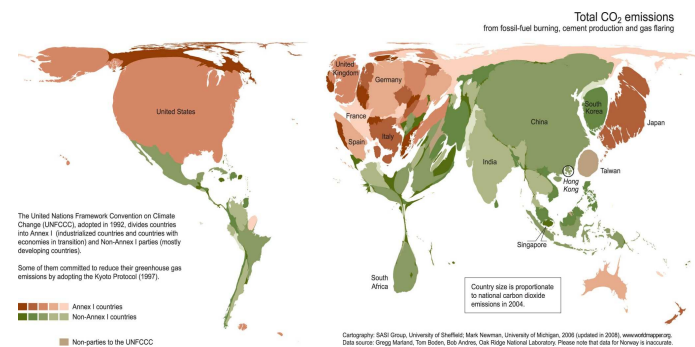 Total CO₂ emissions
from fossil-fuel burning, cement production and gas flaring
United
Kingdom
Germany
United States
France
Italy
Spain
China
South
Korea
Japan
India
Taiwan
Hong
Kong
Singapore
South
Africa
The United Nations Framework Convention on Climate
Change (UNFCCC), adopted in 1992, divides countries
into Annex I (industrialized countries and countries with
economies in transition) and Non-Annex I parties (mostly
developing countries).
Some of them committed to reduce their greenhouse gas
emissions by adopting the Kyoto Protocol (1997).
Annex I countries
Non-Annex I countries
Non-parties to the UNFCCC
Country size is proportionate
to national carbon dioxide
emissions in 2004.
Cartography: SASI Group, University of Sheffield; Mark Newman, University of Michigan, 2006 (updated in 2008), www.worldmapper.org.
Data source: Gregg Marland, Tom Boden, Bob Andres, Oak Ridge National Laboratory. Please note that data for Norway is inaccurate.